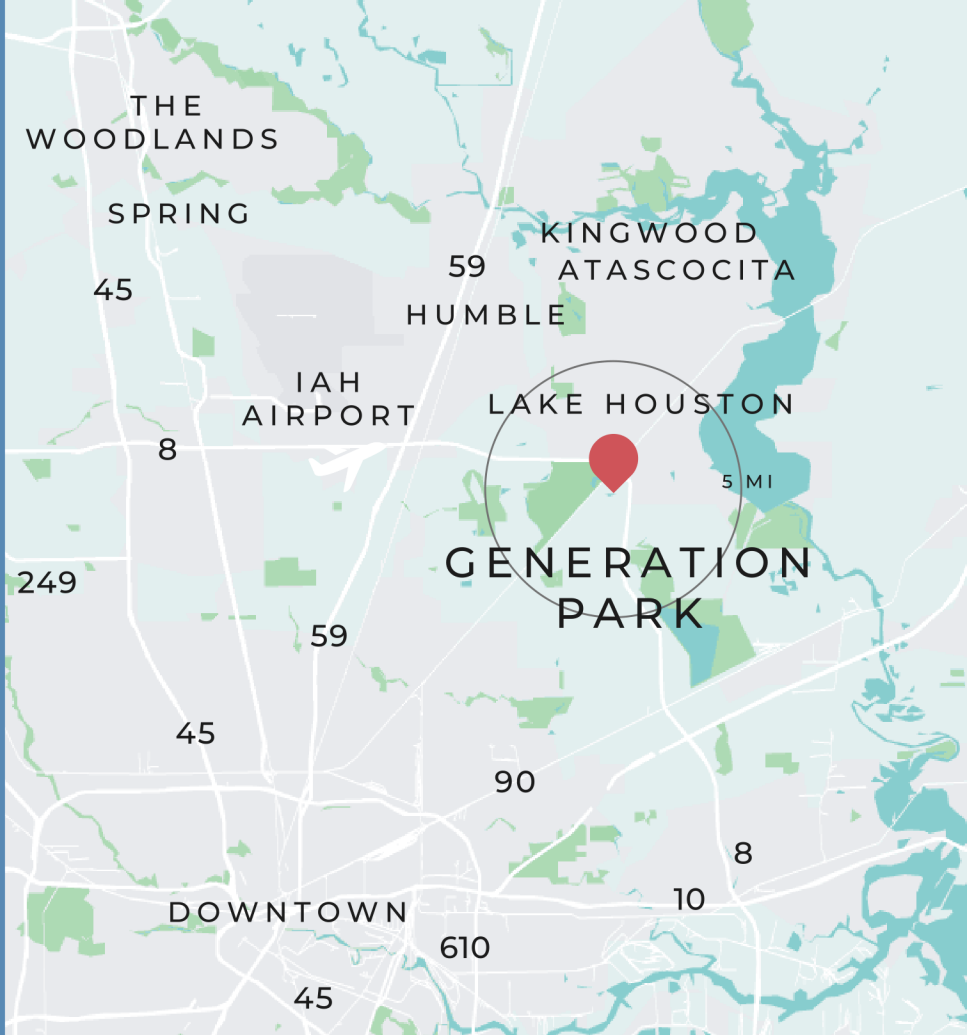 THE
WOODLANDS
SPRING
KINGWOOD
59
ATASCOCITA
45
HUMBLE
IAH
AIRPORT
LAKE HOUSTON
8
5 MI
GENERATION
PARK
249
59
45
90
8
10
DOWNTOWN
610
45